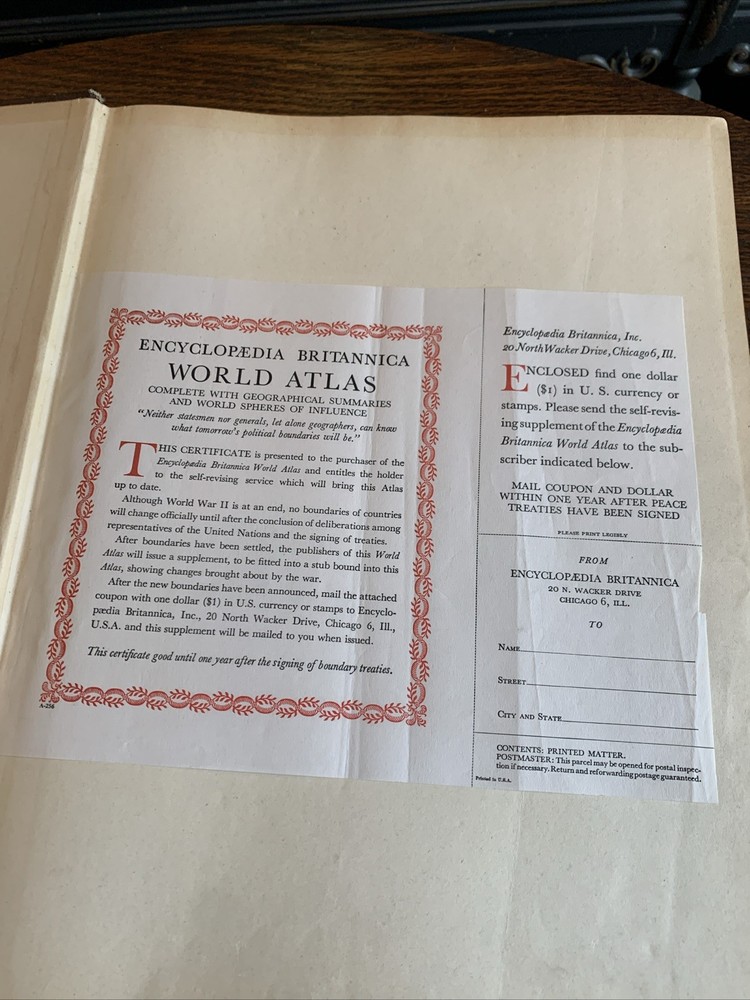 ENCYCLOPÆDIA BRITANNICA
WORLD ATLAS
COMPLETE WITH GEOGRAPHICAL SUMMARIES
AND WORLD SPHERES OF INFLUENCE
“Neither statesmen nor generals, let alone geographers, can know
what tomorrow's political boundaries will be.”
THIS CERTIFICATE is presented to the purchaser of the
Encyclopædia Britannica World Atlas and entitles the holder
to the self-revising service which will bring this Atlas
up to date.
Although World War II is at an end, no boundaries of countries
will change officially until after the conclusion of deliberations among
representatives of the United Nations and the signing of treaties.
After boundaries have been settled, the publishers of this World
Atlas will issue a supplement, to be fitted into a stub bound into this
Atlas, showing changes brought about by the war.
After the new boundaries have been announced, mail the attached
coupon with one dollar ($1) in U.S. currency or stamps to Encyclo-
pædia Britannica, Inc., 20 North Wacker Drive, Chicago 6, Ill.,
U.S.A. and this supplement will be mailed to you when issued.
This certificate good until one year after the signing of boundary treaties.
A-256
Encyclopædia Britannica, Inc.
20 North Wacker Drive, Chicago 6, Ill.
ENCLOSED find one dollar
($1) in U. S. currency or
stamps. Please send the self-revis-
ing supplement of the Encyclopædia
Britannica World Atlas to the sub-
scriber indicated below.
MAIL COUPON AND DOLLAR
WITHIN ONE YEAR AFTER PEACE
TREATIES HAVE BEEN SIGNED
PLEASE PRINT LEGIBLY
FROM
ENCYCLOPÆDIA BRITANNICA
20 N. WACKER DRIVE
CHICAGO 6, ILL.
TO
NAME
STREET
CITY AND STATE
CONTENTS: PRINTED MATTER.
POSTMASTER: This parcel may be opened for postal inspec-
tion if necessary. Return and reforwarding postage guaranteed.
Printed in U.S.A.